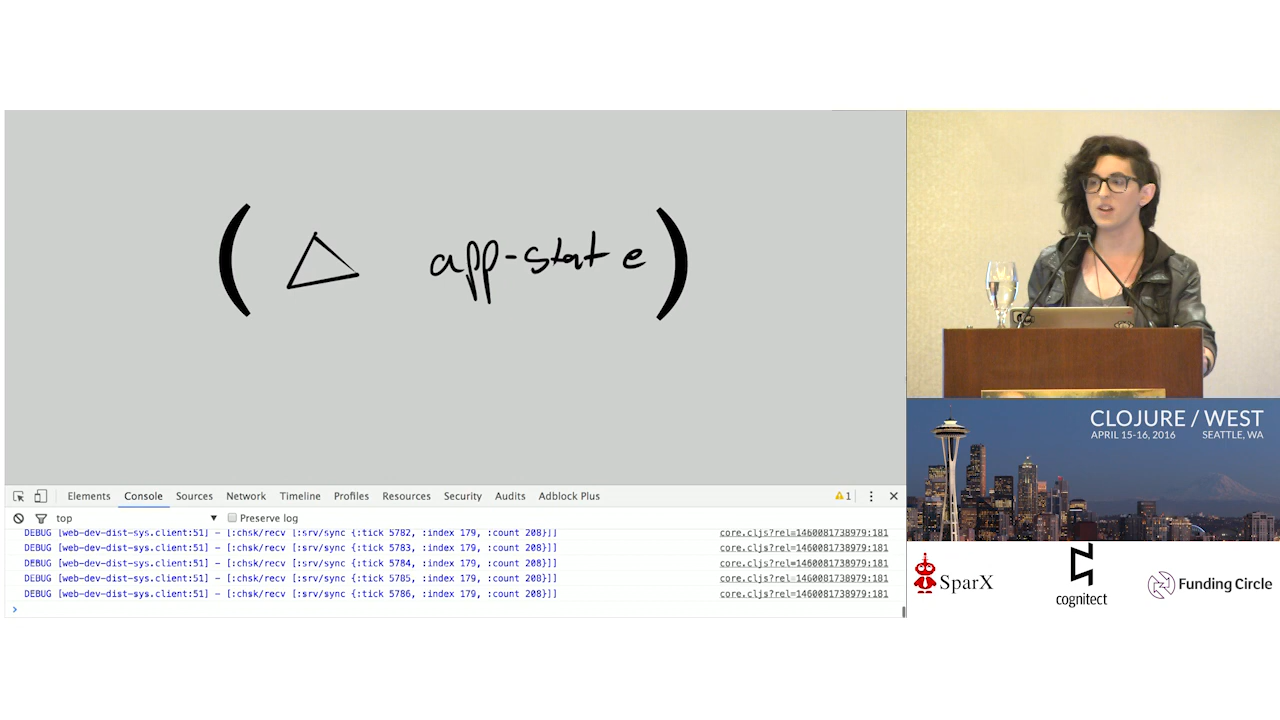 ( △ app-state )
Elements Console Sources Network Timeline Profiles Resources Security Audits Adblock Plus 1
top Preserve log
DEBUG [web-dev-dist-sys.client:51] – [:chsk/recv [:srv/sync {:tick 5782, :index 179, :count 208}]] core.cljs?rel=1460081738979:181
DEBUG [web-dev-dist-sys.client:51] – [:chsk/recv [:srv/sync {:tick 5783, :index 179, :count 208}]] core.cljs?rel=1460081738979:181
DEBUG [web-dev-dist-sys.client:51] – [:chsk/recv [:srv/sync {:tick 5784, :index 179, :count 208}]] core.cljs?rel=1460081738979:181
DEBUG [web-dev-dist-sys.client:51] – [:chsk/recv [:srv/sync {:tick 5785, :index 179, :count 208}]] core.cljs?rel=1460081738979:181
DEBUG [web-dev-dist-sys.client:51] – [:chsk/recv [:srv/sync {:tick 5786, :index 179, :count 208}]] core.cljs?rel=1460081738979:181
>
CLOJURE / WEST
APRIL 15-16, 2016 SEATTLE, WA
SparX
cognitect
Funding Circle